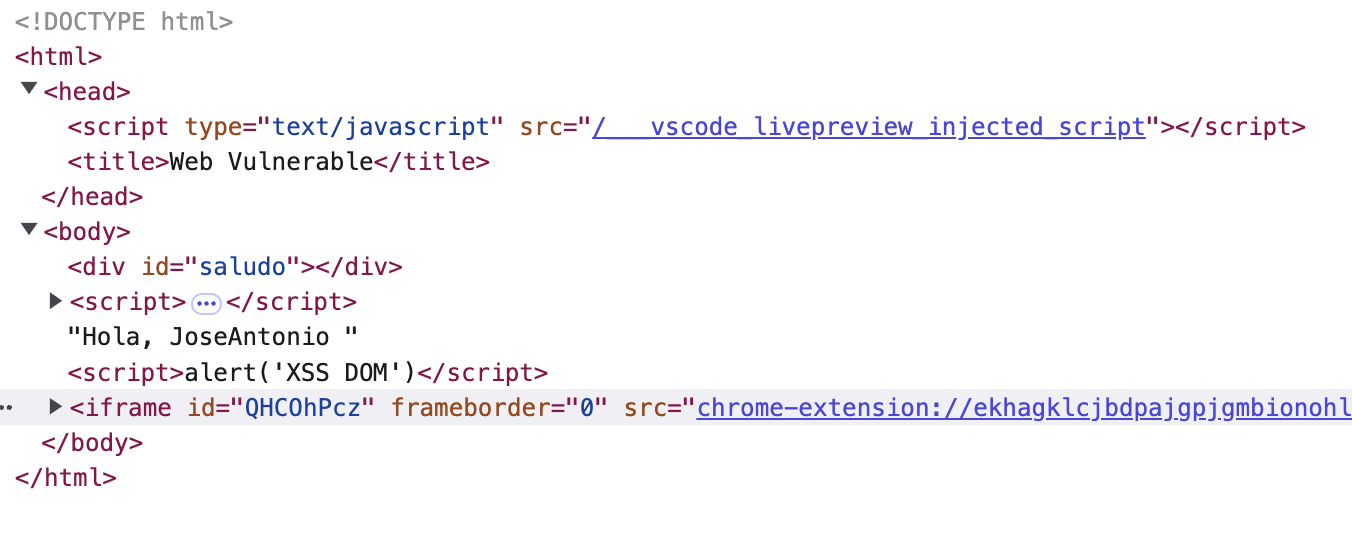 <!DOCTYPE html>
<html>
<head>
<script type="text/javascript" src="/___vscode_livepreview_injected_script"></script>
<title>Web Vulnerable</title>
</head>
<body>
<div id="saludo"></div>
<script>•••</script>
"Hola, JoseAntonio "
<script>alert('XSS DOM')</script>
<iframe id="QHCOhPcz" frameborder="0" src="chrome-extension://ekhagklcjbdpajgpjgmbionohl
</body>
</html>